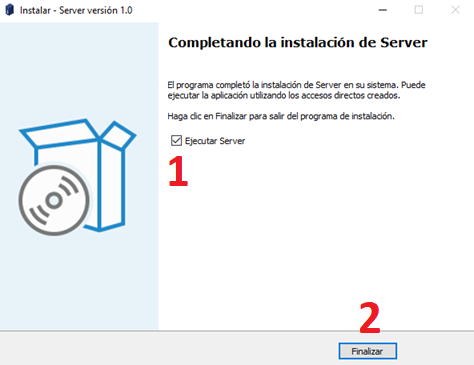 Instalar - Server versión 1.0
Completando la instalación de Server
El programa completó la instalación de Server en su sistema. Puede
ejecutar la aplicación utilizando los accesos directos creados.
Haga clic en Finalizar para salir del programa de instalación.
Ejecutar Server
1
2
Finalizar